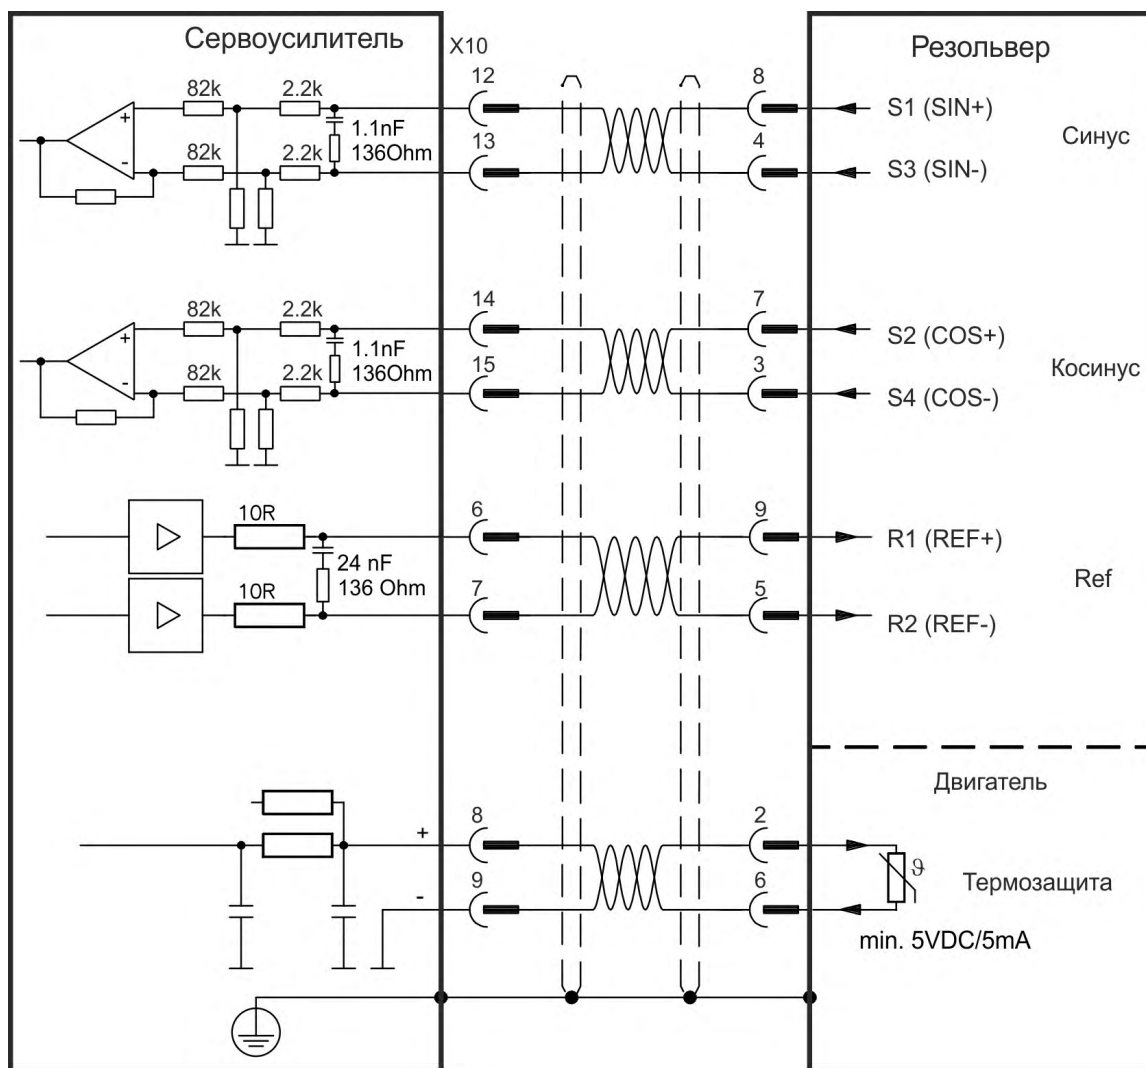 Сервоусилитель
X10
Резольвер
82k
2.2k
12
8
S1 (SIN+)
+
1.1nF
136Ohm
Синус
82k
2.2k
13
4
S3 (SIN-)
-
82k
2.2k
14
7
S2 (COS+)
+
1.1nF
136Ohm
Косинус
82k
2.2k
15
3
S4 (COS-)
-
10R
6
9
R1 (REF+)
24 nF
136 Ohm
Ref
10R
7
5
R2 (REF-)
Двигатель
+
8
2
ϑ
Термозащита
-
9
6
min. 5VDC/5mA